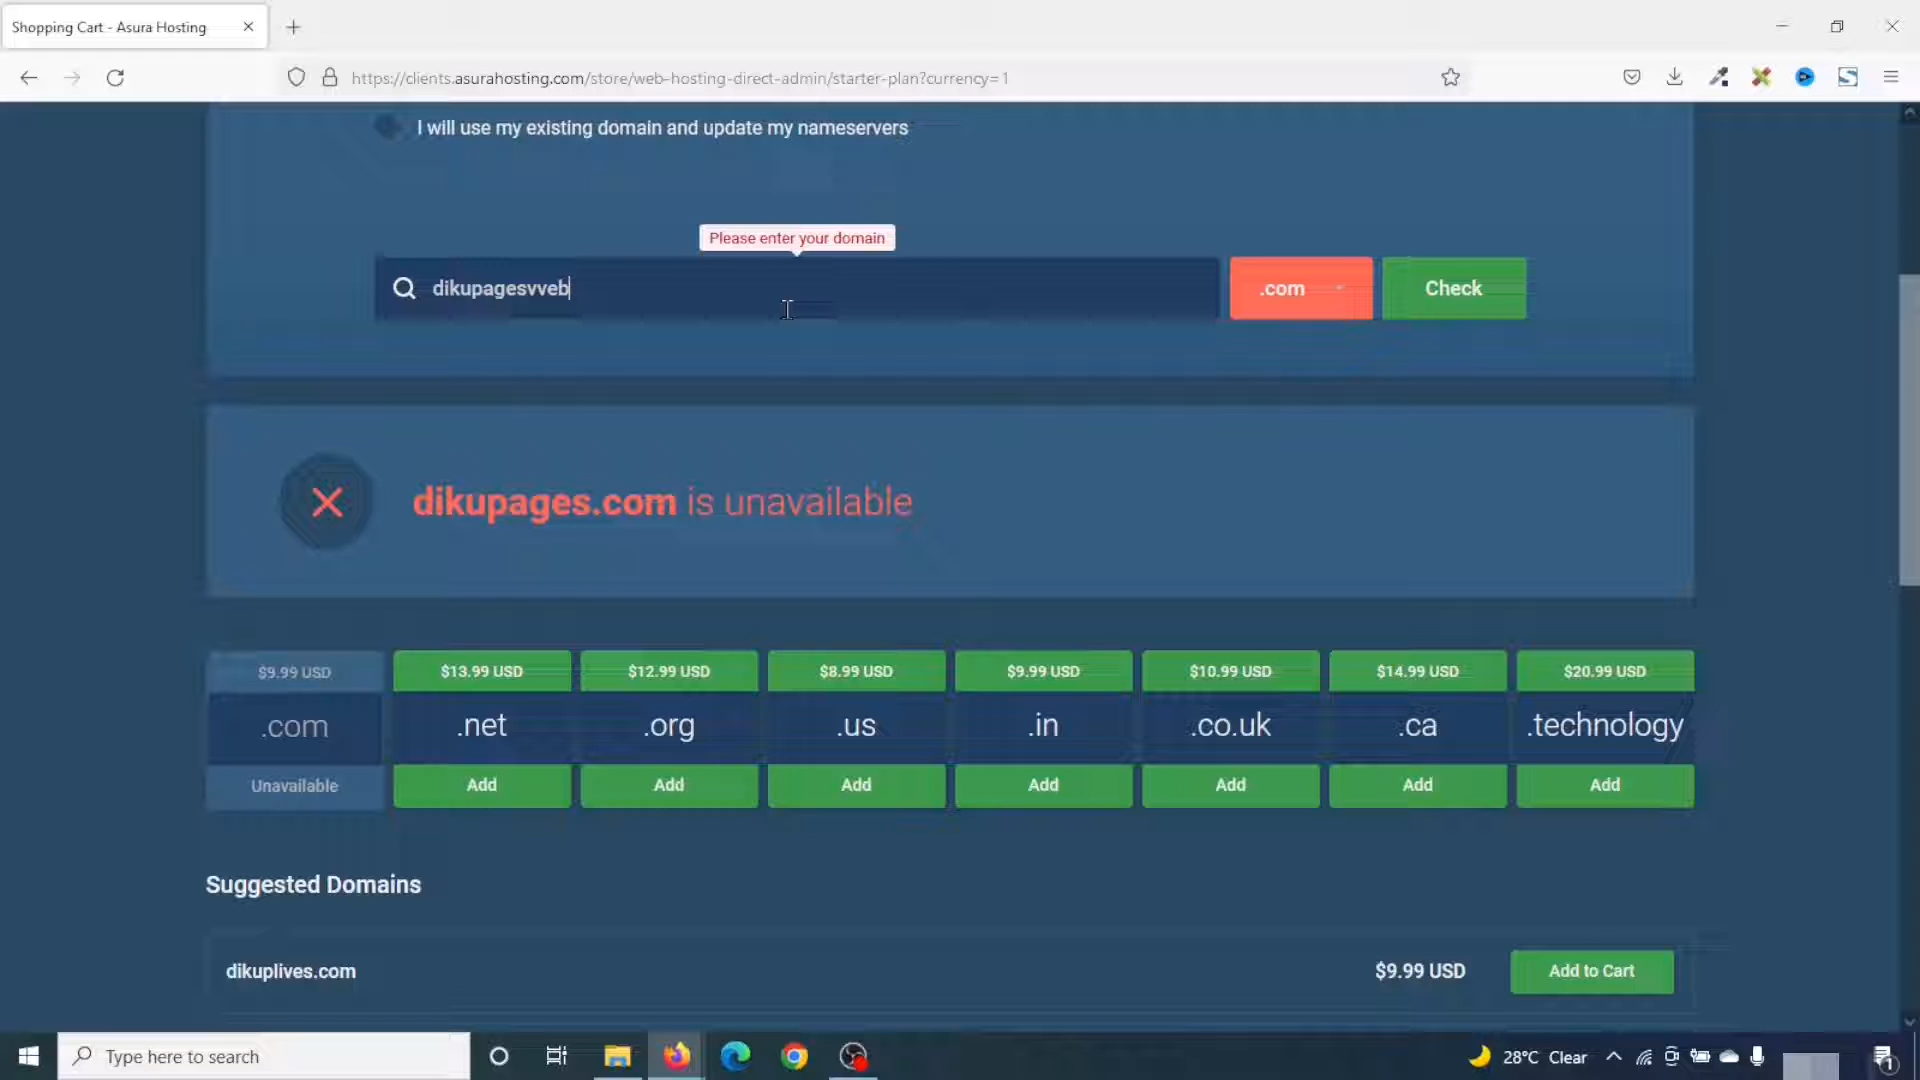 Shopping Cart - Asura Hosting
https://clients.asurahosting.com/store/web-hosting-direct-admin/starter-plan?currency=1
I will use my existing domain and update my nameservers
Please enter your domain
dikupagesvveb
.com
Check
dikupages.com is unavailable
$9.99 USD $13.99 USD $12.99 USD $8.99 USD $9.99 USD $10.99 USD $14.99 USD $20.99 USD
.com .net .org .us .in .co.uk .ca .technology
Unavailable Add Add Add Add Add Add Add
Suggested Domains
dikuplives.com $9.99 USD Add to Cart
Type here to search
28°C Clear
1